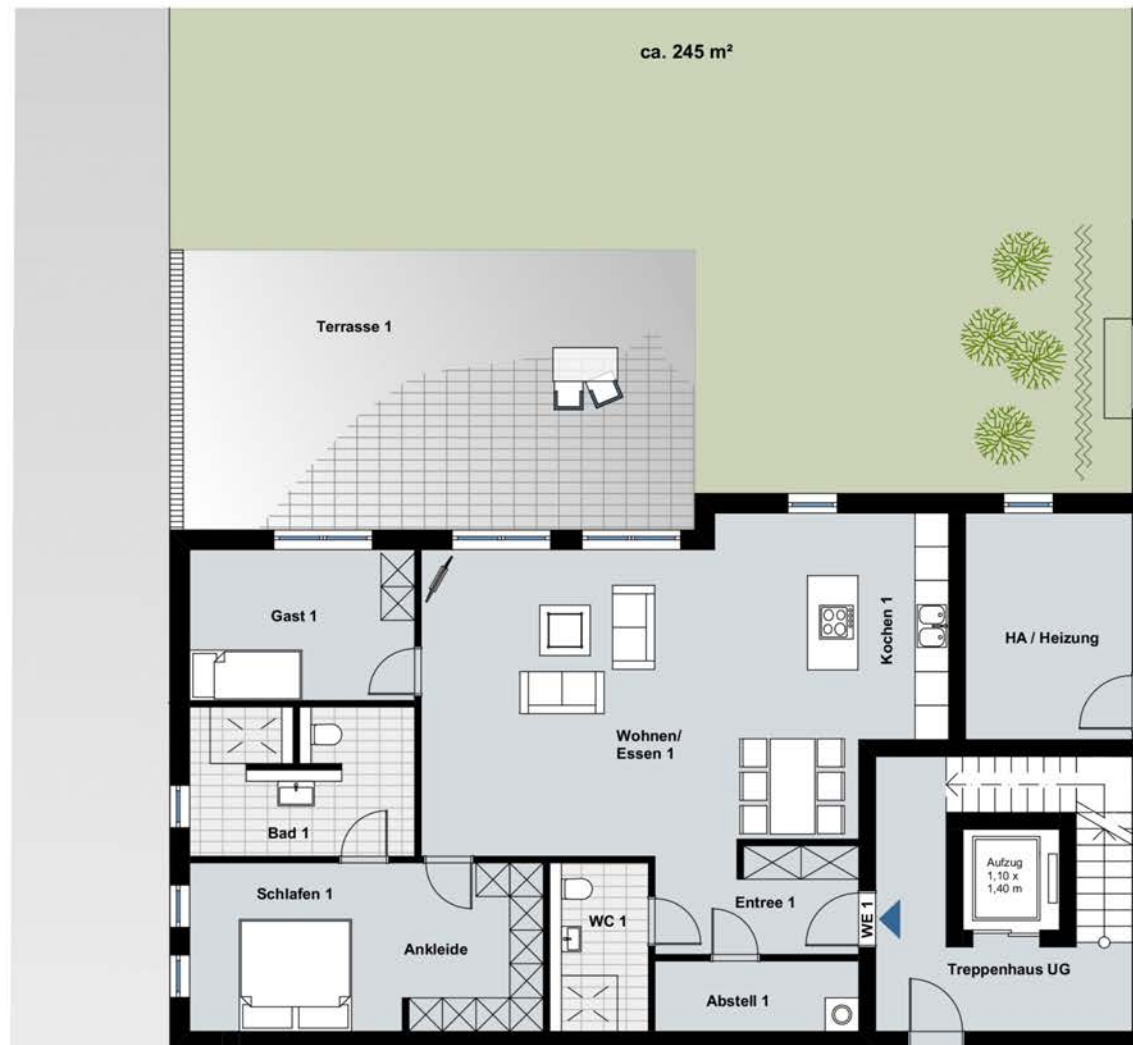 ca. 245 m²
Terrasse 1
Gast 1
Kochen 1
HA / Heizung
Wohnen/
Essen 1
Bad 1
Schlafen 1
Ankleide
WC 1
Entree 1
WE 1
Abstell 1
Aufzug
1,10 x
1,40 m
Treppenhaus UG